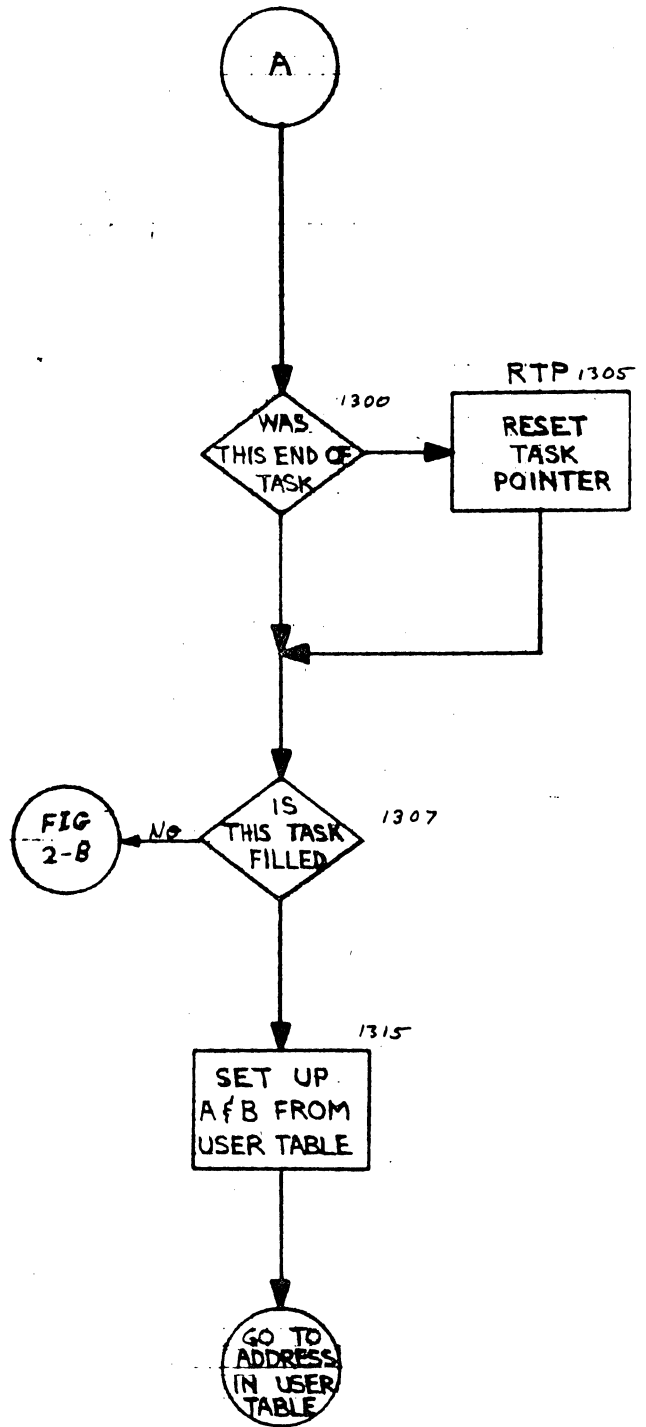 A
RTP 1305
1300
WAS
THIS END OF
TASK
RESET
TASK
POINTER
IS
THIS TASK
FILLED
1307
FIG
2-B
No
1315
SET UP
A & B FROM
USER TABLE
GO TO
ADDRESS
IN USER
TABLE